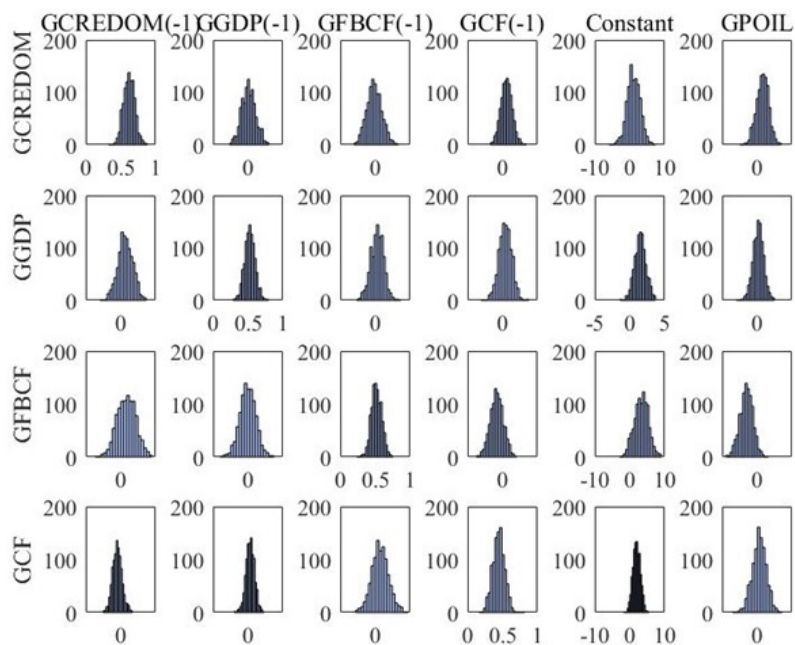 GCREDOM(-1) GGDP(-1) GFBCF(-1) GCF(-1) Constant GPOIL
GCREDOM
200 200 200 200 200 200
100 100 100 100 100 100
0 0 0 0 0 0
0 0.5 1 0 0 0 -10 0 10 0
GGDP
200 200 200 200 200 200
100 100 100 100 100 100
0 0 0 0 0 0
0 0 0.5 1 0 0 -5 0 5 0
GFBCF
200 200 200 200 200 200
100 100 100 100 100 100
0 0 0 0 0 0
0 0 0 0.5 1 0 -10 0 10 0
GCF
200 200 200 200 200 200
100 100 100 100 100 100
0 0 0 0 0 0
0 0 0 0 0.5 1 -10 0 10 0